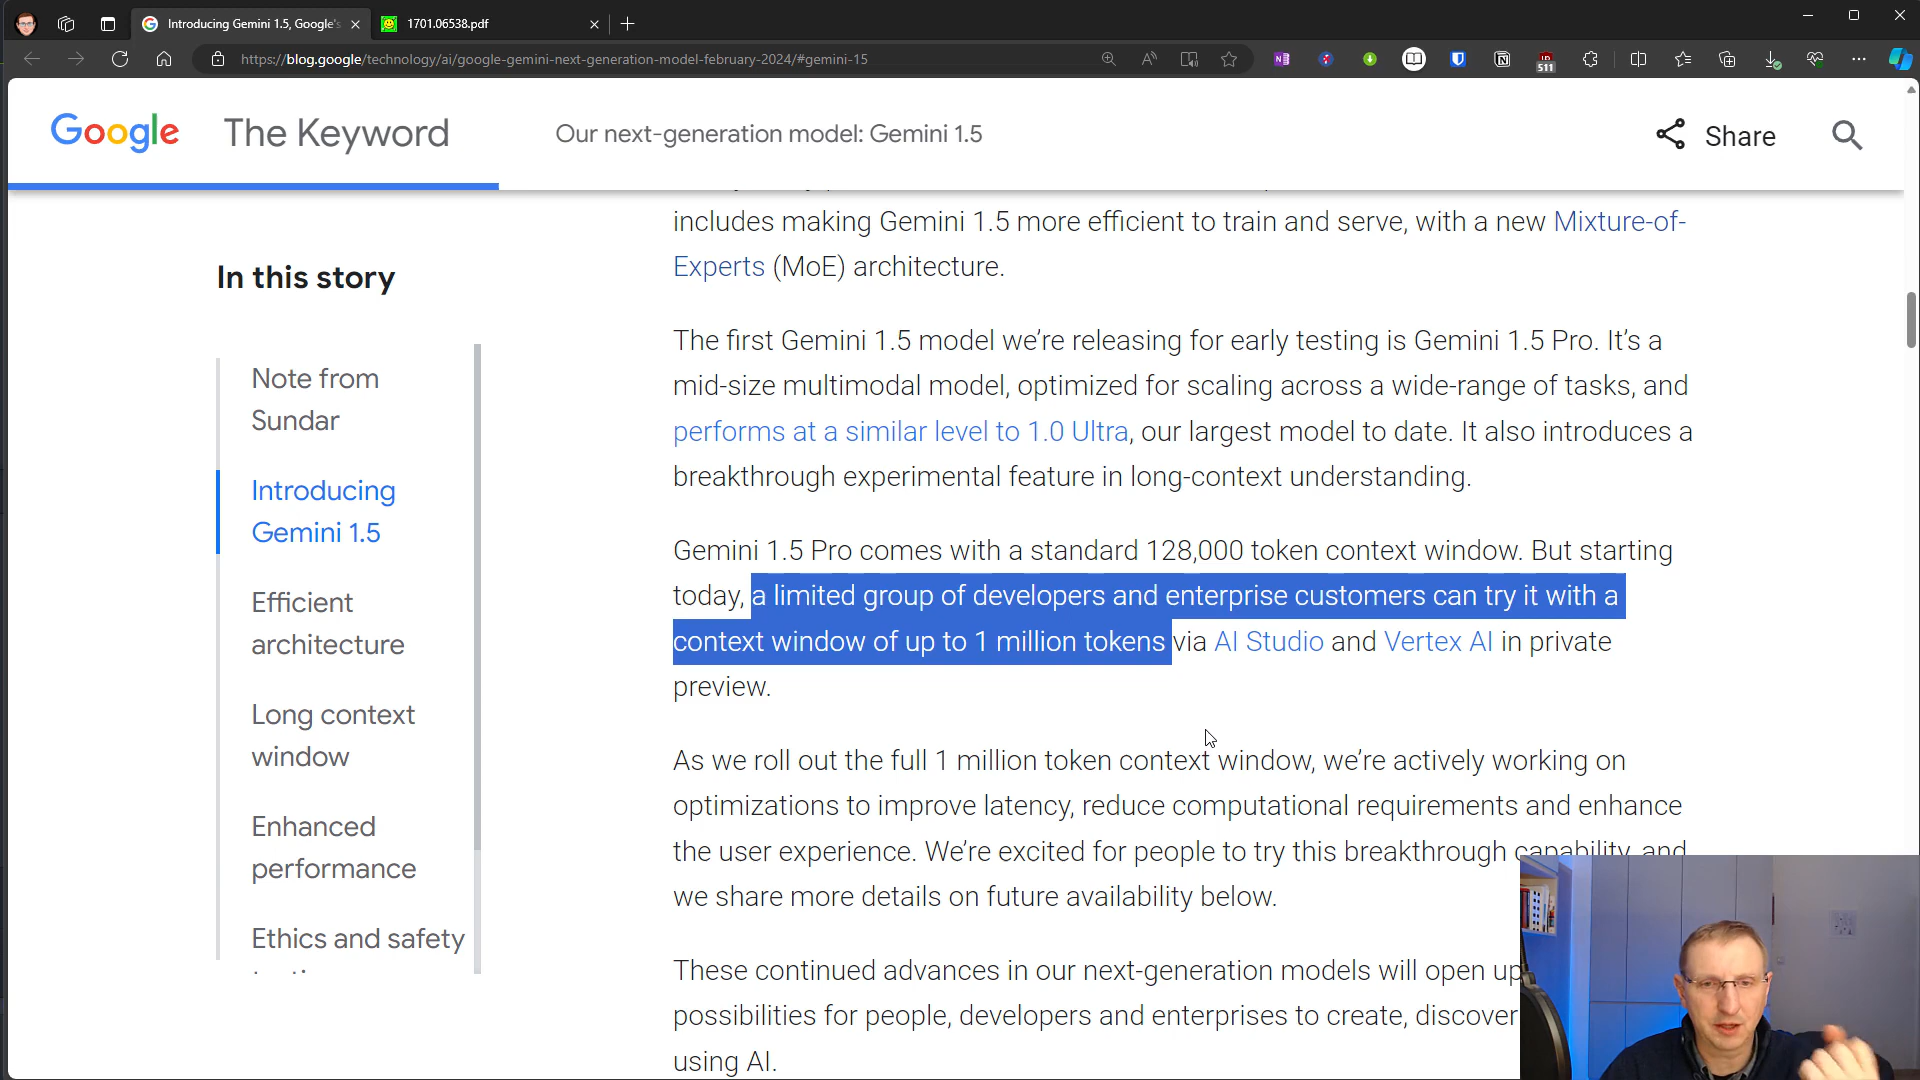 Introducing Gemini 1.5, Google's
1701.06538.pdf
https://blog.google/technology/ai/google-gemini-next-generation-model-february-2024/#gemini-15
511
Google
The Keyword
Our next-generation model: Gemini 1.5
Share
In this story
Note from
Sundar
Introducing
Gemini 1.5
Efficient
architecture
Long context
window
Enhanced
performance
Ethics and safety
includes making Gemini 1.5 more efficient to train and serve, with a new Mixture-of-
Experts (MoE) architecture.
The first Gemini 1.5 model we're releasing for early testing is Gemini 1.5 Pro. It's a
mid-size multimodal model, optimized for scaling across a wide-range of tasks, and
performs at a similar level to 1.0 Ultra, our largest model to date. It also introduces a
breakthrough experimental feature in long-context understanding.
Gemini 1.5 Pro comes with a standard 128,000 token context window. But starting
today, a limited group of developers and enterprise customers can try it with a
context window of up to 1 million tokens via AI Studio and Vertex AI in private
preview.
As we roll out the full 1 million token context window, we're actively working on
optimizations to improve latency, reduce computational requirements and enhance
the user experience. We're excited for people to try this breakthrough capability, and
we share more details on future availability below.
These continued advances in our next-generation models will open up
possibilities for people, developers and enterprises to create, discover
using AI.